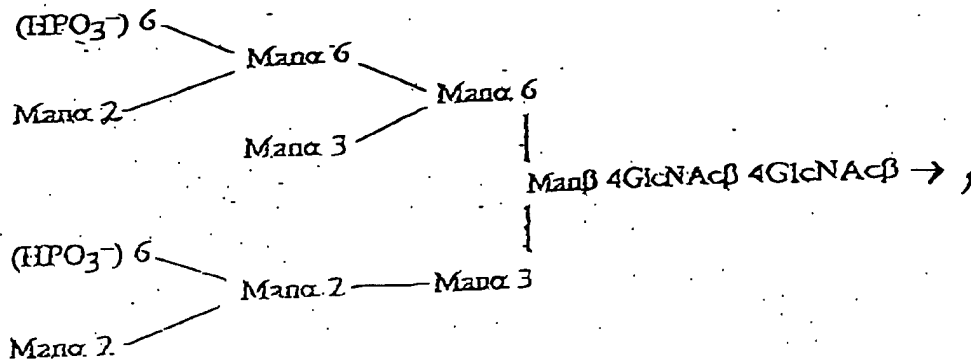 (HPO₃⁻) 6
Manα 6
Manα 2
Manα 6
Manα 3
Manβ 4GlcNAcβ 4GlcNAcβ → ,
(HPO₃⁻) 6
Manα 2
Manα 3
Manα 2